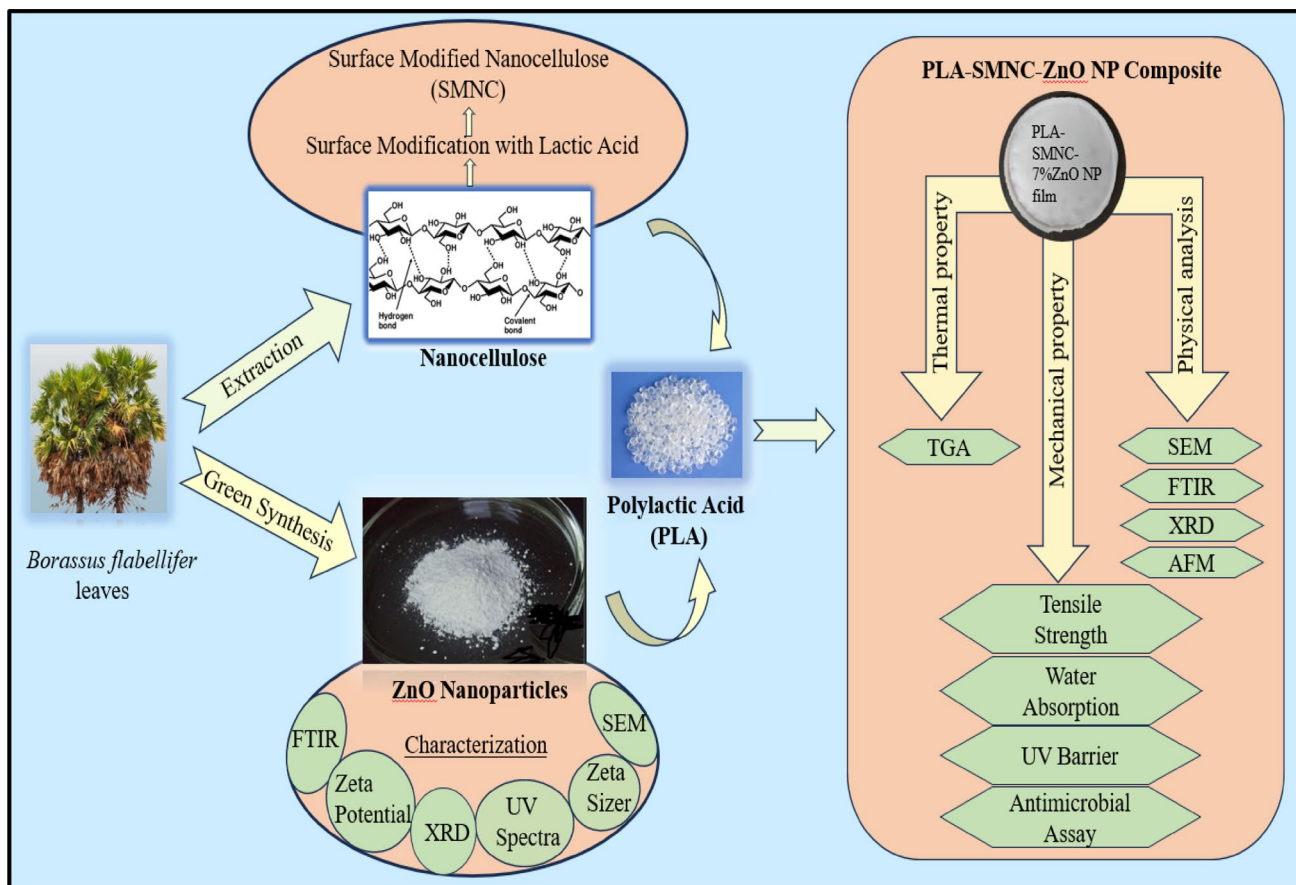 Surface Modified Nanocellulose
(SMNC)
Surface Modification with Lactic Acid
Hydrogen
bond
Covalent
bond
Nanocellulose
Extraction
Green Synthesis
Borassus flabellifer
leaves
ZnO Nanoparticles
Characterization
FTIR
Zeta
Potential
XRD
UV
Spectra
Zeta
Sizer
SEM
Polylactic Acid
(PLA)
PLA-SMNC-ZnO NP Composite
PLA-
SMNC-
7%ZnO NP
film
Thermal property
Mechanical property
Physical analysis
TGA
SEM
FTIR
XRD
AFM
Tensile
Strength
Water
Absorption
UV Barrier
Antimicrobial
Assay